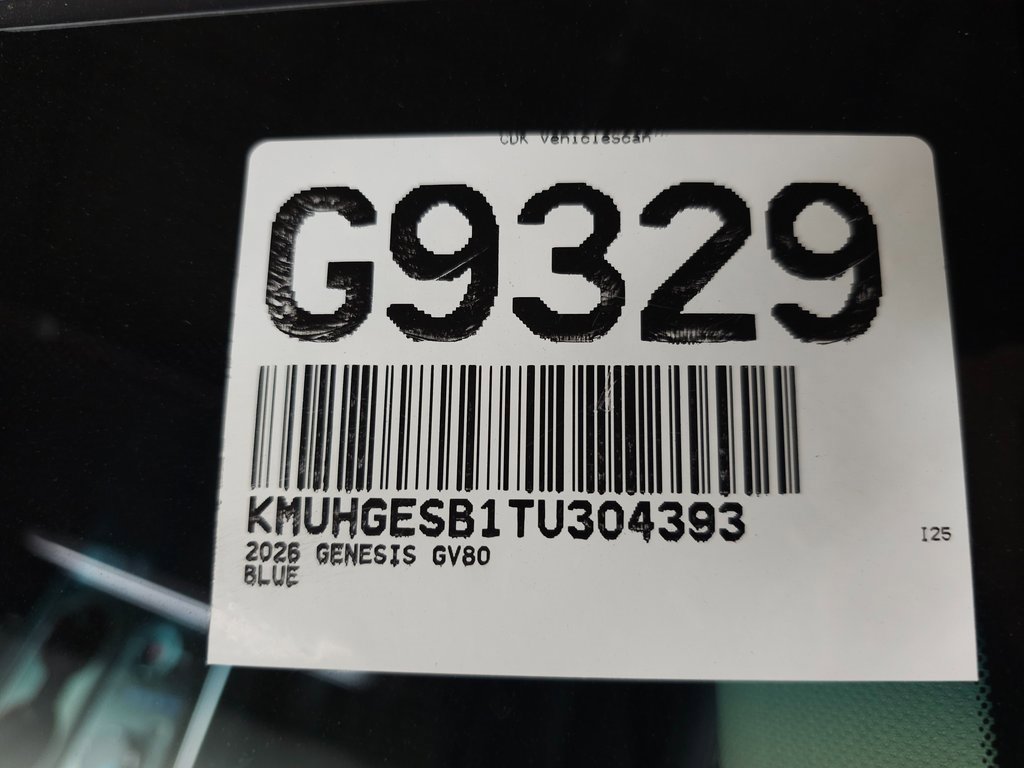 CDK VehicleScan
G9329
KMUHGESB1TU304393
2026 GENESIS GV80
BLUE
I25